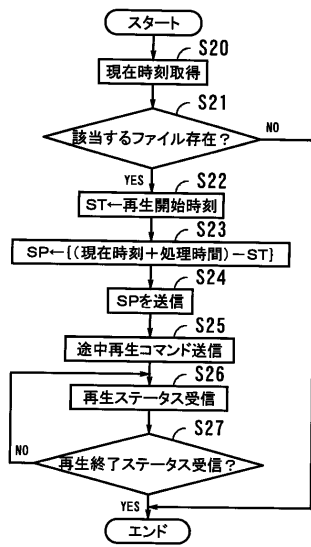 スタート
S20
現在時刻取得
S21
該当するファイル存在？
NO
YES
S22
ST←再生開始時刻
S23
SP←{(現在時刻＋処理時間)－ST}
S24
SPを送信
S25
途中再生コマンド送信
S26
再生ステータス受信
S27
NO
再生終了ステータス受信？
YES
エンド